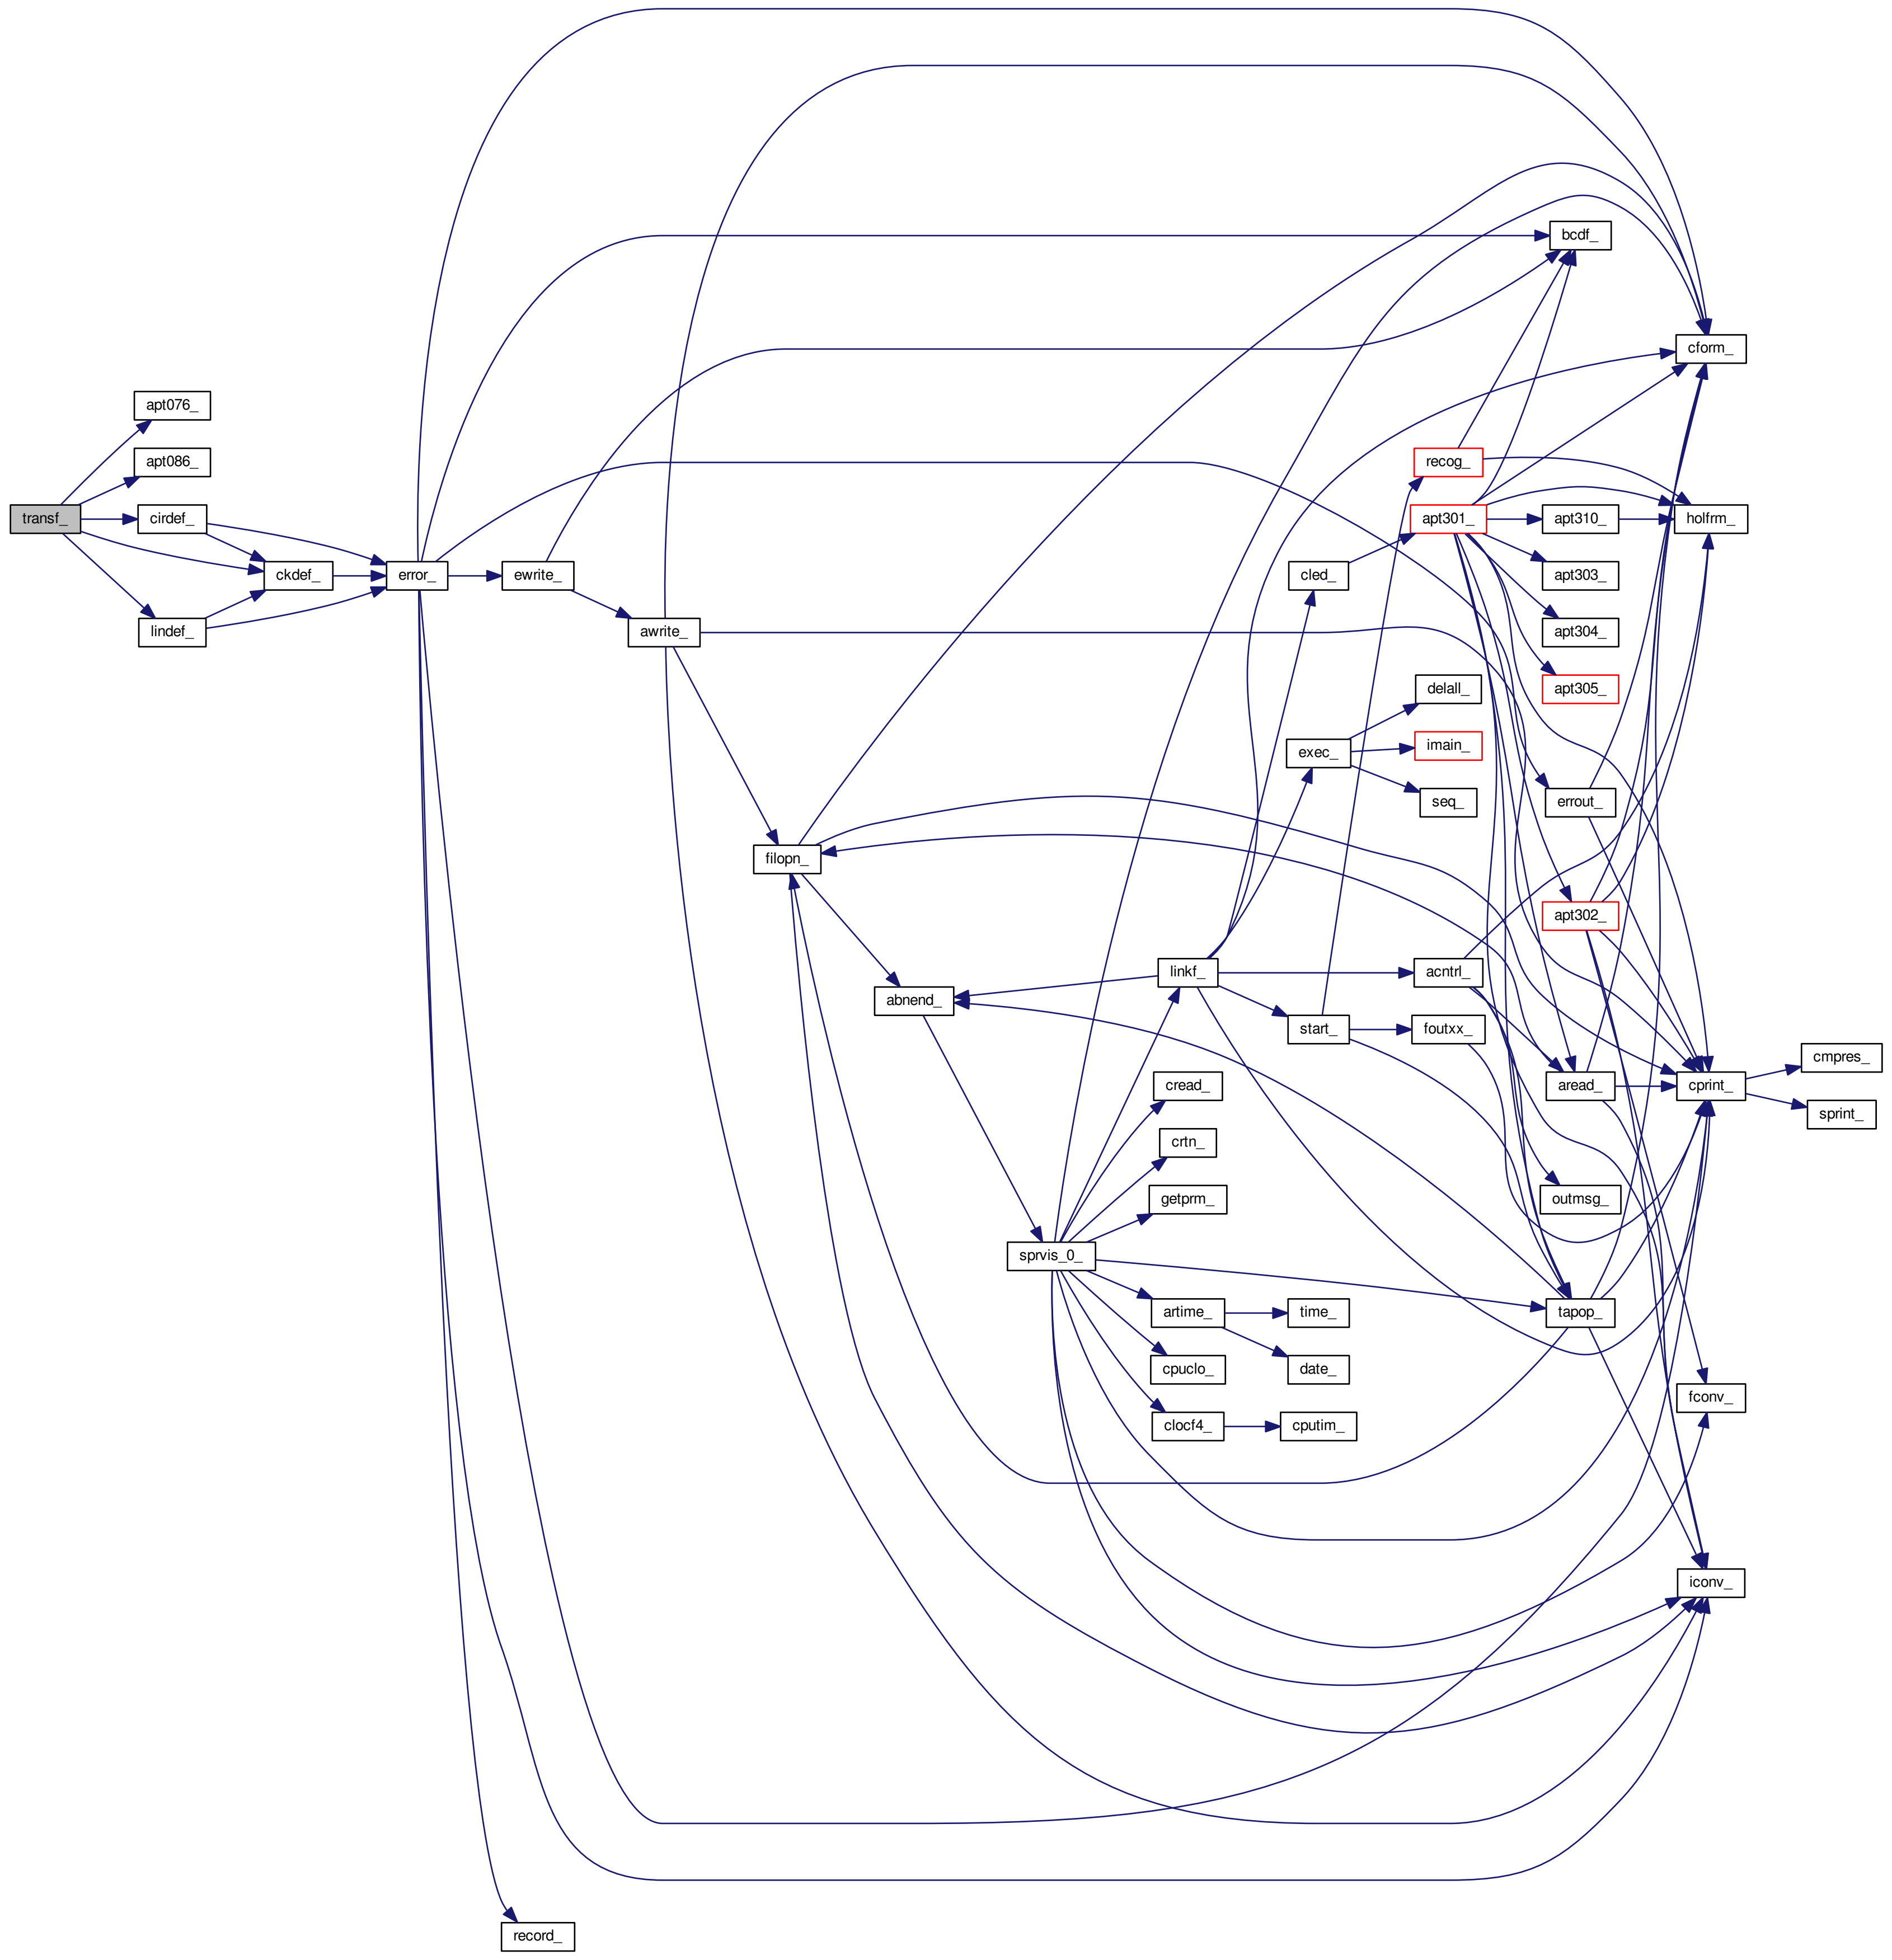 bcdf_
cform_
apt076_
apt086_
recog_
transf_
cirdef_
apt301_
apt310_
holfrm_
ckdef_
error_
ewrite_
cled_
apt303_
lindef_
awrite_
apt304_
delall_
apt305_
exec_
imain_
seq_
errout_
filopn_
apt302_
linkf_
acntrl_
abnend_
start_
foutxx_
cmpres_
cread_
aread_
cprint_
sprint_
crtn_
getprm_
outmsg_
sprvis_0_
artime_
time_
tapop_
cpuclo_
date_
fconv_
clocf4_
cputim_
iconv_
record_